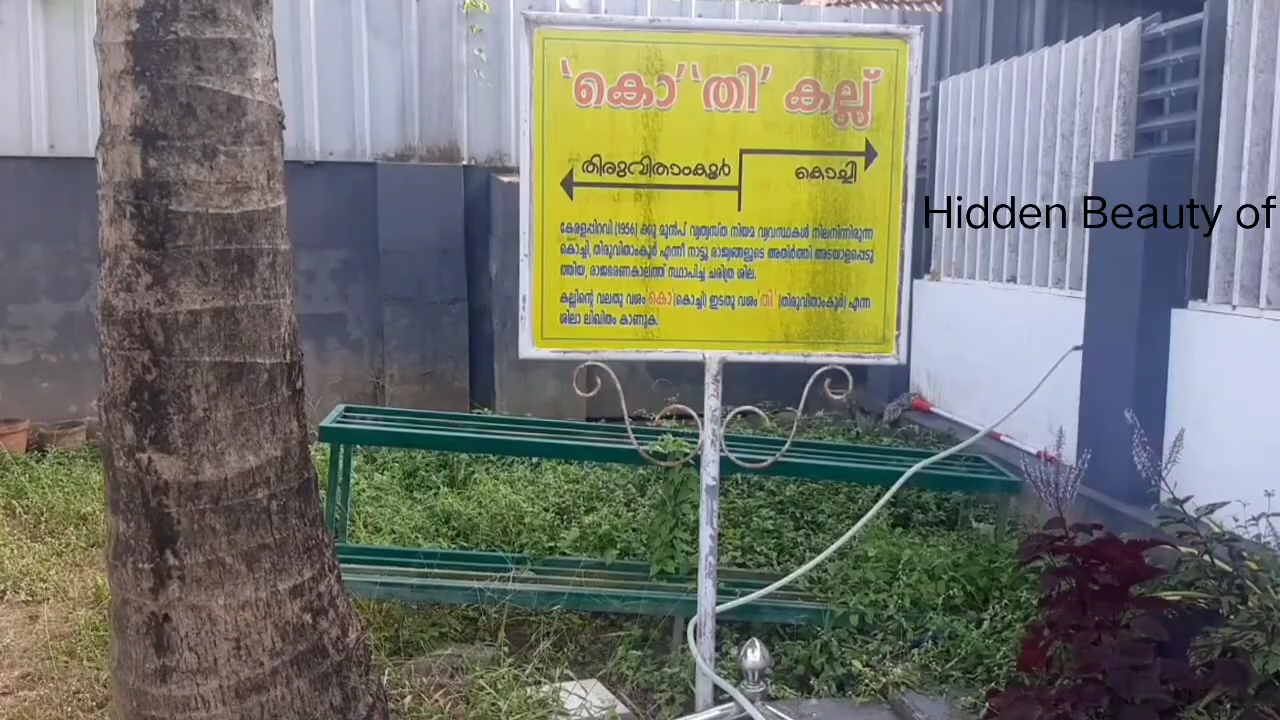 'കൊ' 'തി' കല്ല്
തിരുവിതാംകൂർ
കൊച്ചി
കേരളപ്പിറവി (1956) ക്കു മുൻപ് വ്യത്യസ്ത നിയമ വ്യവസ്ഥകൾ നിലനിന്നിരുന്ന
കൊച്ചി, തിരുവിതാംകൂർ എന്നീ നാട്ടു രാജ്യങ്ങളുടെ അതിർത്തി അടയാളപ്പെടു
ത്തിയ, രാജഭരണകാലത്ത് സ്ഥാപിച്ച ചരിത്ര ശില.
കല്ലിന്റെ വലതു വശം 'കൊ' (കൊച്ചി) ഇടതു വശം 'തി' (തിരുവിതാംകൂർ) എന്ന
ശിലാ ലിഖിതം കാണുക.
Hidden Beauty of